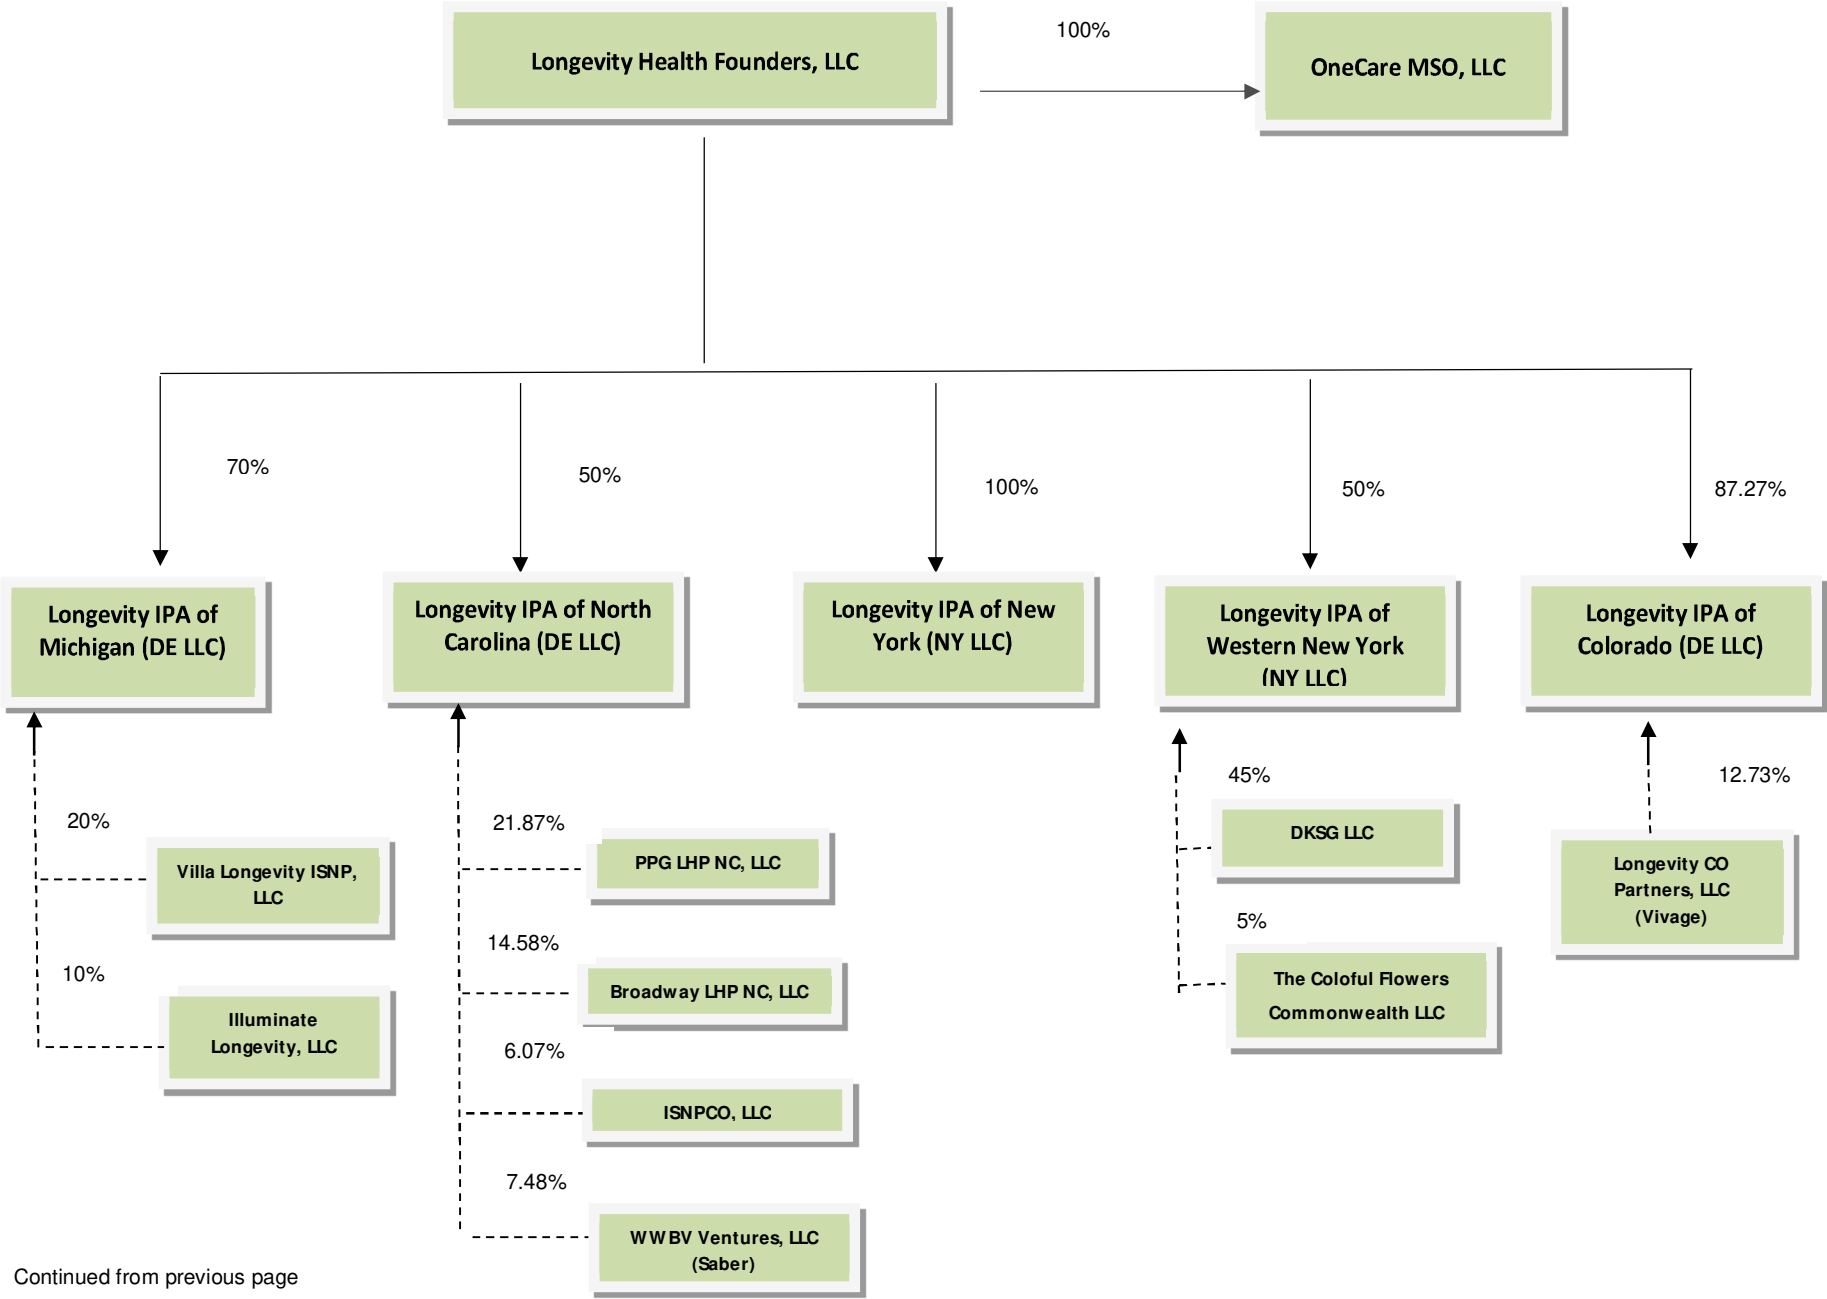 Longevity Health Founders, LLC
100%
OneCare MSO, LLC
70%
50%
100%
50%
87.27%
Longevity IPA of
Michigan (DE LLC)
Longevity IPA of North
Carolina (DE LLC)
Longevity IPA of New
York (NY LLC)
Longevity IPA of
Western New York
(NY LLC)
Longevity IPA of
Colorado (DE LLC)
20%
Villa Longevity ISNP,
LLC
10%
Illuminate
Longevity, LLC
21.87%
PPG LHP NC, LLC
14.58%
Broadway LHP NC, LLC
6.07%
ISNPCO, LLC
7.48%
WWBV Ventures, LLC
(Saber)
45%
DKSG LLC
5%
The Coloful Flowers
Commonwealth LLC
12.73%
Longevity CO
Partners, LLC
(Vivage)
Continued from previous page